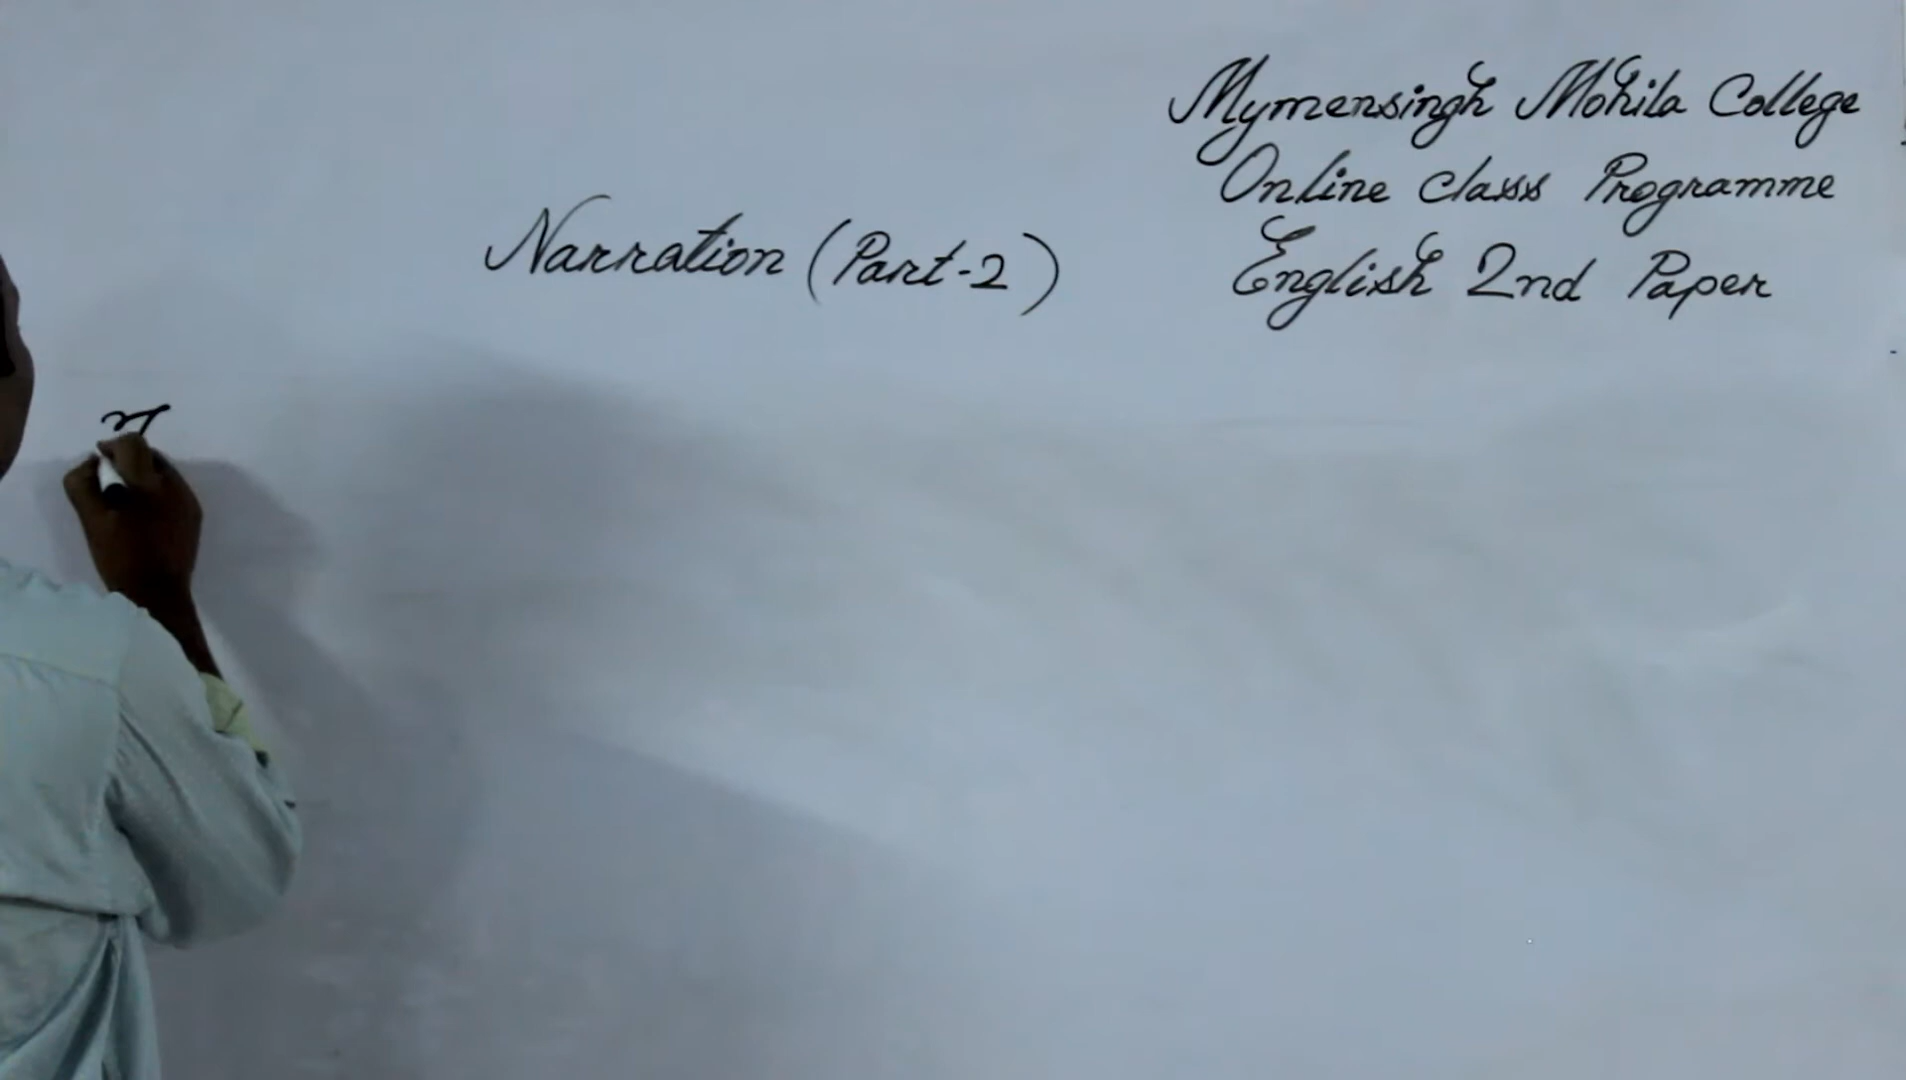 Mymensingh Mohila College
Online class Programme
English 2nd Paper
Narration (Part-2)